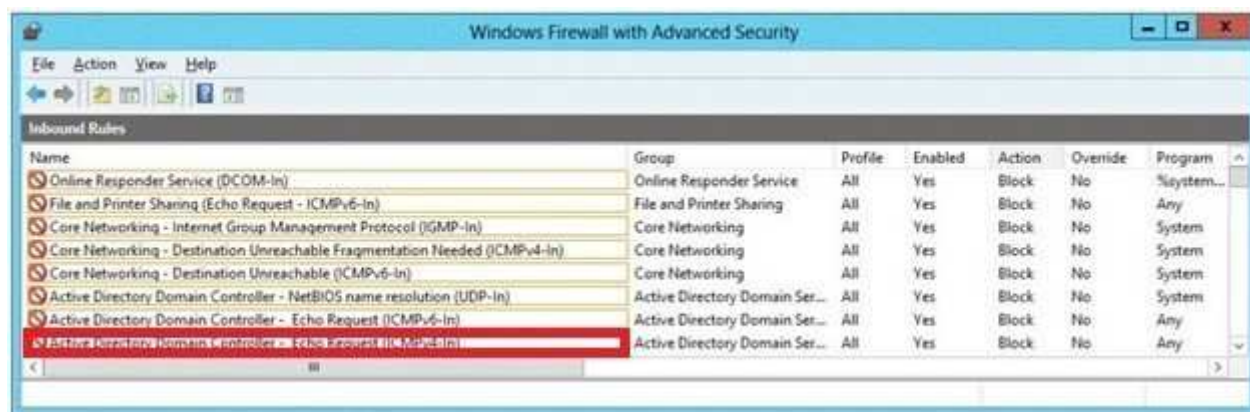 Windows Firewall with Advanced Security
File Action View Help
Inbound Rules
Name Group Profile Enabled Action Override Program
Online Responder Service (DCOM-In) Online Responder Service All Yes Block No %system...
File and Printer Sharing (Echo Request - ICMPv6-In) File and Printer Sharing All Yes Block No Any
Core Networking - Internet Group Management Protocol (IGMP-In) Core Networking All Yes Block No System
Core Networking - Destination Unreachable Fragmentation Needed (ICMPv4-In) Core Networking All Yes Block No System
Core Networking - Destination Unreachable (ICMPv6-In) Core Networking All Yes Block No System
Active Directory Domain Controller - NetBIOS name resolution (UDP-In) Active Directory Domain Ser... All Yes Block No System
Active Directory Domain Controller - Echo Request (ICMPv6-In) Active Directory Domain Ser... All Yes Block No Any
Active Directory Domain Controller - Echo Request (ICMPv4-In) Active Directory Domain Ser... All Yes Block No Any